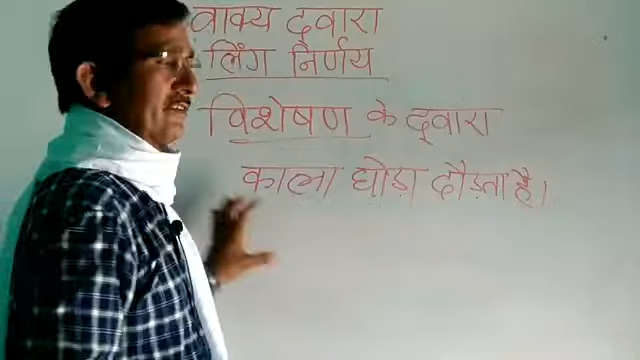 वाक्य द्वारा
लिंग निर्णय
विशेषण के द्वारा
काला घोड़ा दौड़ता है।